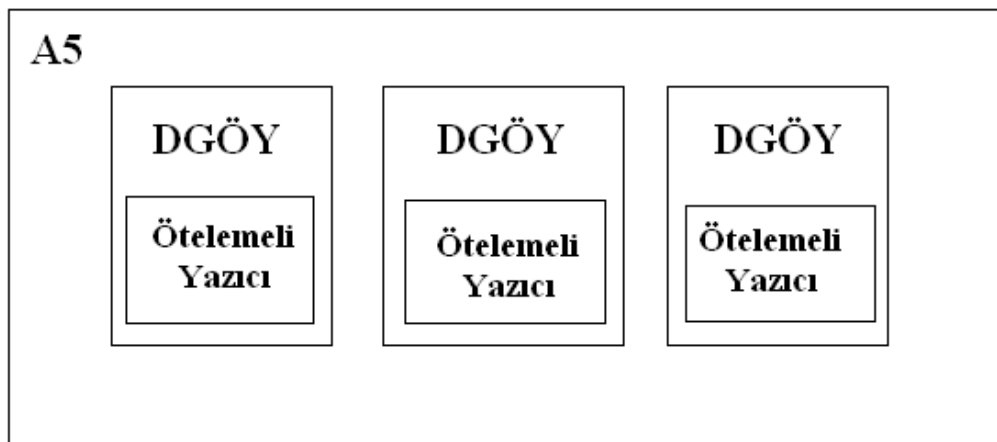 A5
DGÖY
Ötelemeli
Yazıcı
DGÖY
Ötelemeli
Yazıcı
DGÖY
Ötelemeli
Yazıcı